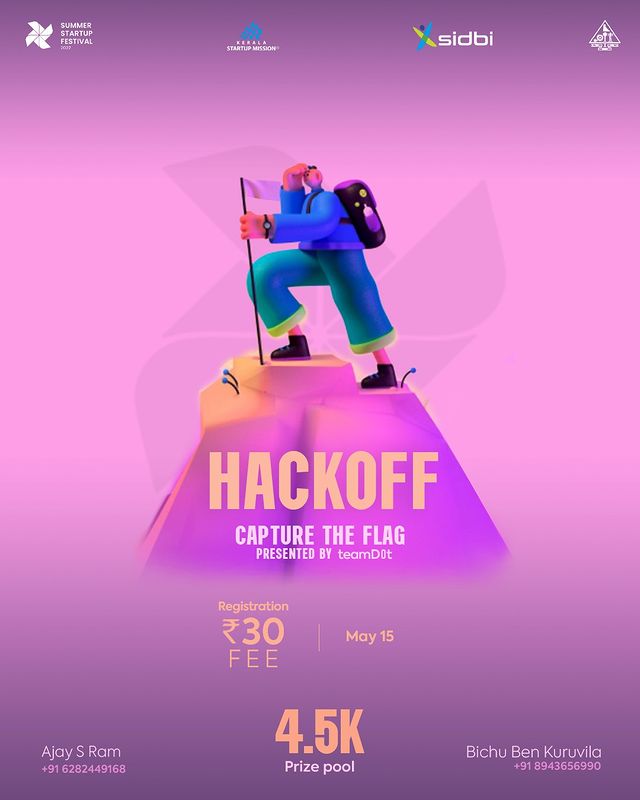 SUMMER
STARTUP
FESTIVAL
2022
KERALA
STARTUP MISSION
sidbi
HACKOFF
CAPTURE THE FLAG
PRESENTED BY teamD0t
Registration
₹30
FEE
May 15
4.5K
Prize pool
Ajay S Ram
+91 6282449168
Bichu Ben Kuruvila
+91 8943656990